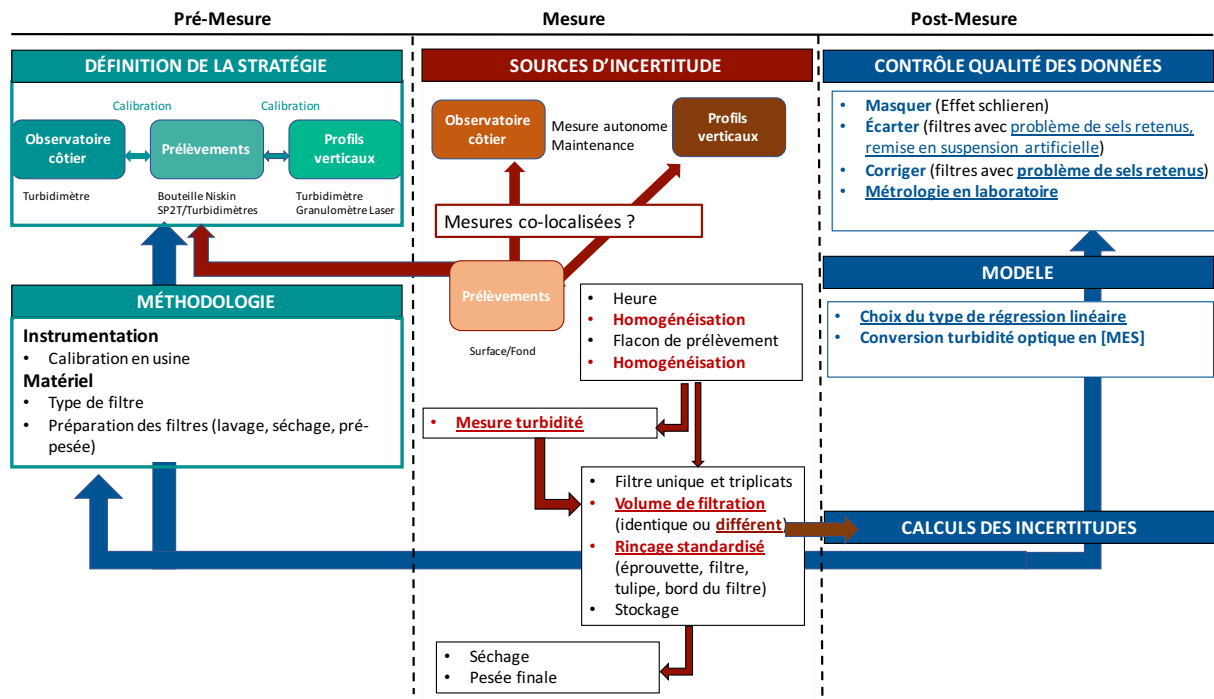 Pré-Mesure
Mesure
Post-Mesure
DÉFINITION DE LA STRATÉGIE
Calibration
Calibration
Observatoire
côtier
Prélèvements
Profils
verticaux
Turbidimètre
Bouteille Niskin
SP2T/Turbidimètres
Turbidimètre
Granulomètre Laser
MÉTHODOLOGIE
Instrumentation
• Calibration en usine
Matériel
• Type de filtre
• Préparation des filtres (lavage, séchage, pré-
pesée)
SOURCES D'INCERTITUDE
Observatoire
côtier
Mesure autonome
Maintenance
Profils
verticaux
Mesures co-localisées ?
Prélèvements
Surface/Fond
• Heure
• Homogénéisation
• Flacon de prélèvement
• Homogénéisation
• Mesure turbidité
• Filtre unique et triplicats
• Volume de filtration
(identique ou différent)
• Rinçage standardisé
(éprouvette, filtre,
tulipe, bord du filtre)
• Stockage
• Séchage
• Pesée finale
CONTRÔLE QUALITÉ DES DONNÉES
• Masquer (Effet schlieren)
• Écarter (filtres avec problème de sels retenus,
remise en suspension artificielle)
• Corriger (filtres avec problème de sels retenus)
• Métrologie en laboratoire
MODELE
• Choix du type de régression linéaire
• Conversion turbidité optique en [MES]
CALCULS DES INCERTITUDES